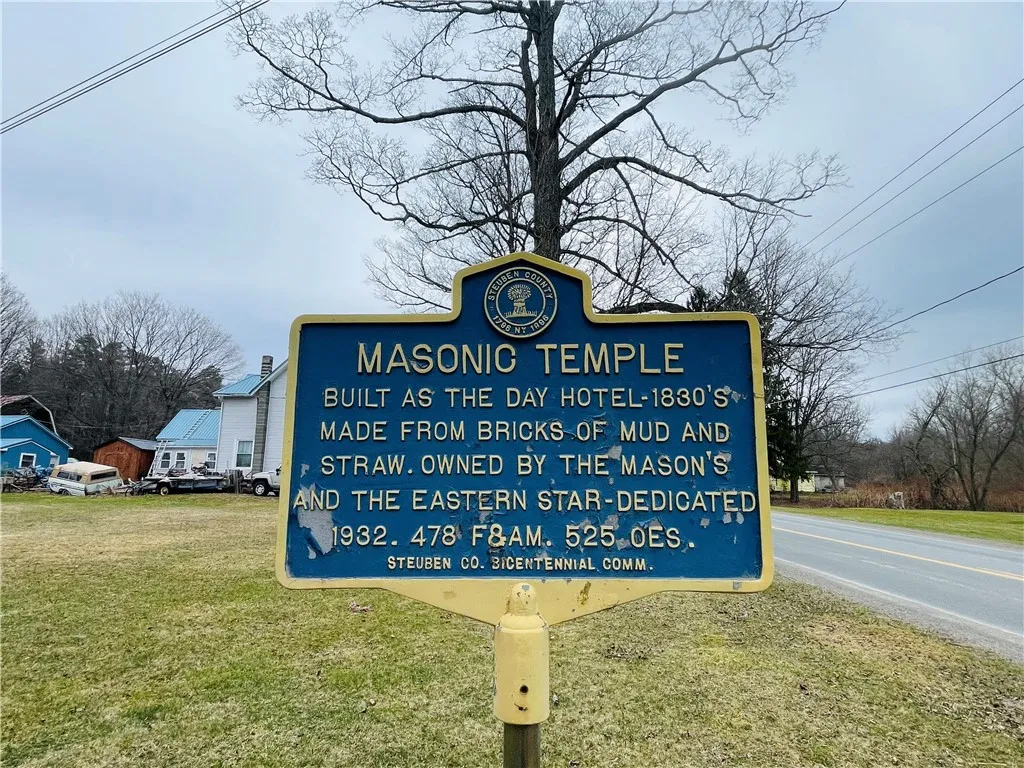 STEUBEN COUNTY
1796 NY 1996
MASONIC TEMPLE
BUILT AS THE DAY HOTEL-1830'S
MADE FROM BRICKS OF MUD AND
STRAW. OWNED BY THE MASON'S
AND THE EASTERN STAR-DEDICATED
1932. 478 F&AM. 525 OES.
STEUBEN CO. BICENTENNIAL COMM.